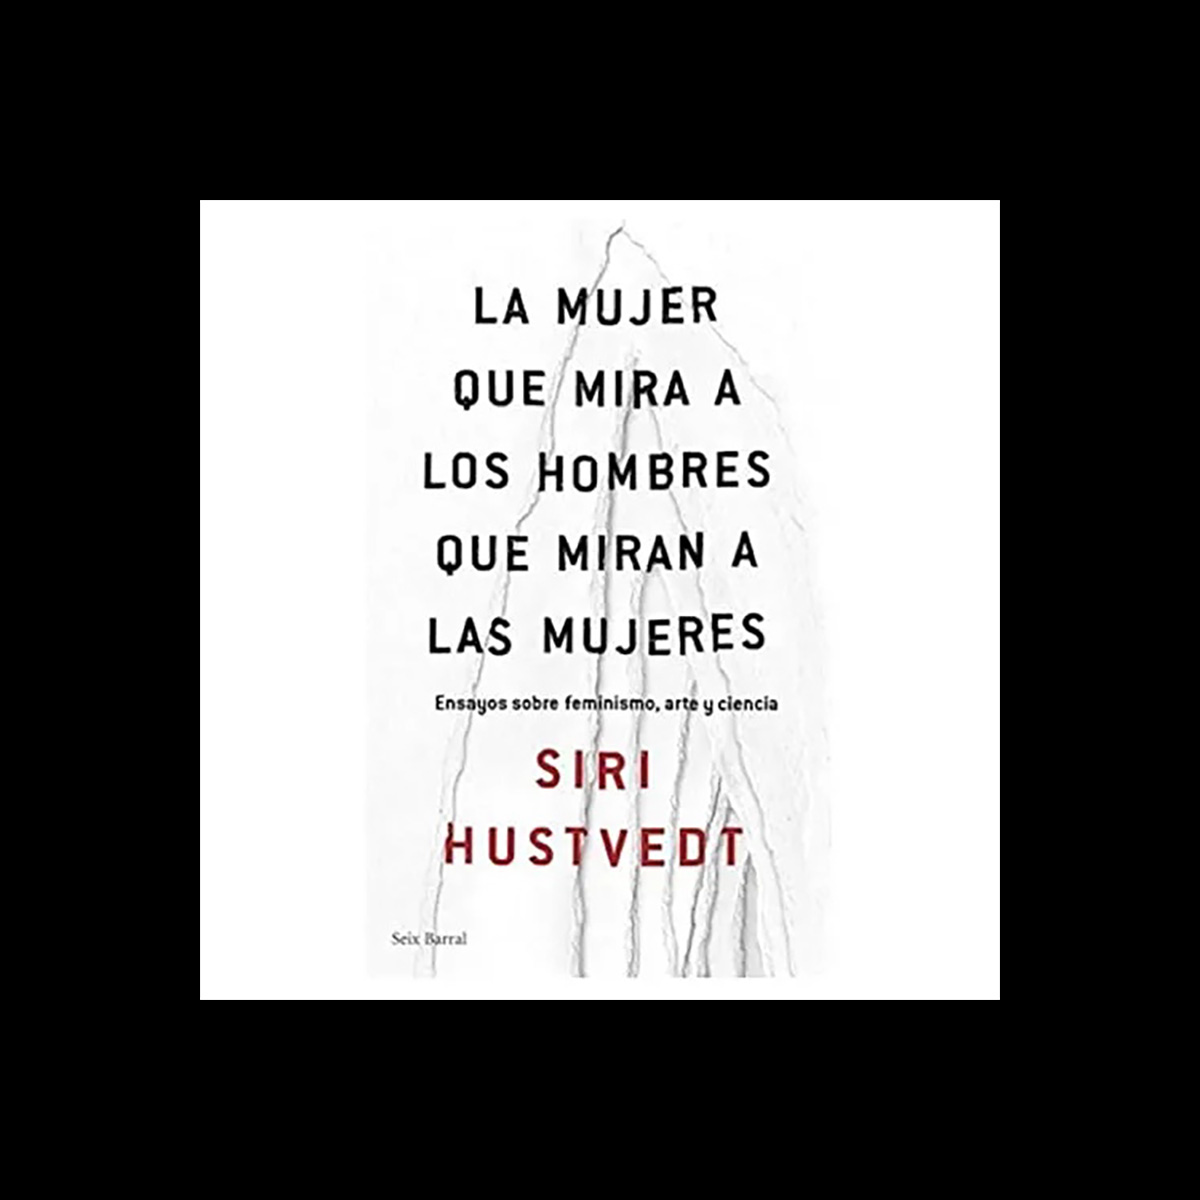 LA MUJER
QUE MIRA A
LOS HOMBRES
QUE MIRAN A
LAS MUJERES
Ensayos sobre feminismo, arte y ciencia
SIRI
HUSTVEDT
Seix Barral